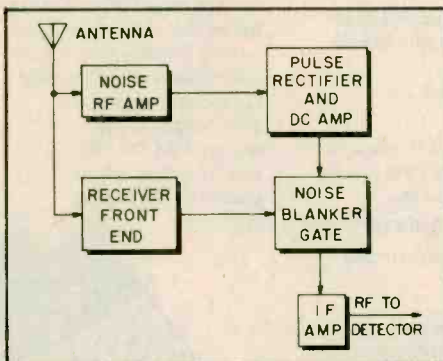 ANTENNA
NOISE
RF AMP
PULSE
RECTIFIER
AND
DC AMP
RECEIVER
FRONT
END
NOISE
BLANKER
GATE
I F
AMP
RF TO
DETECTOR